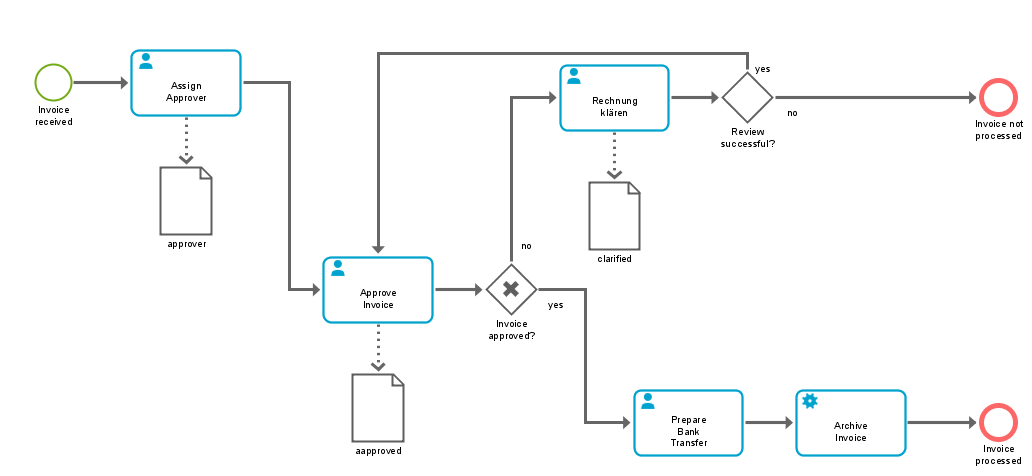 Invoice
received
Assign
Approver
approver
Approve
Invoice
aapproved
Invoice
approved?
no
yes
Rechnung
klären
clarified
Review
successful?
yes
no
Invoice not
processed
Prepare
Bank
Transfer
Archive
Invoice
Invoice
processed